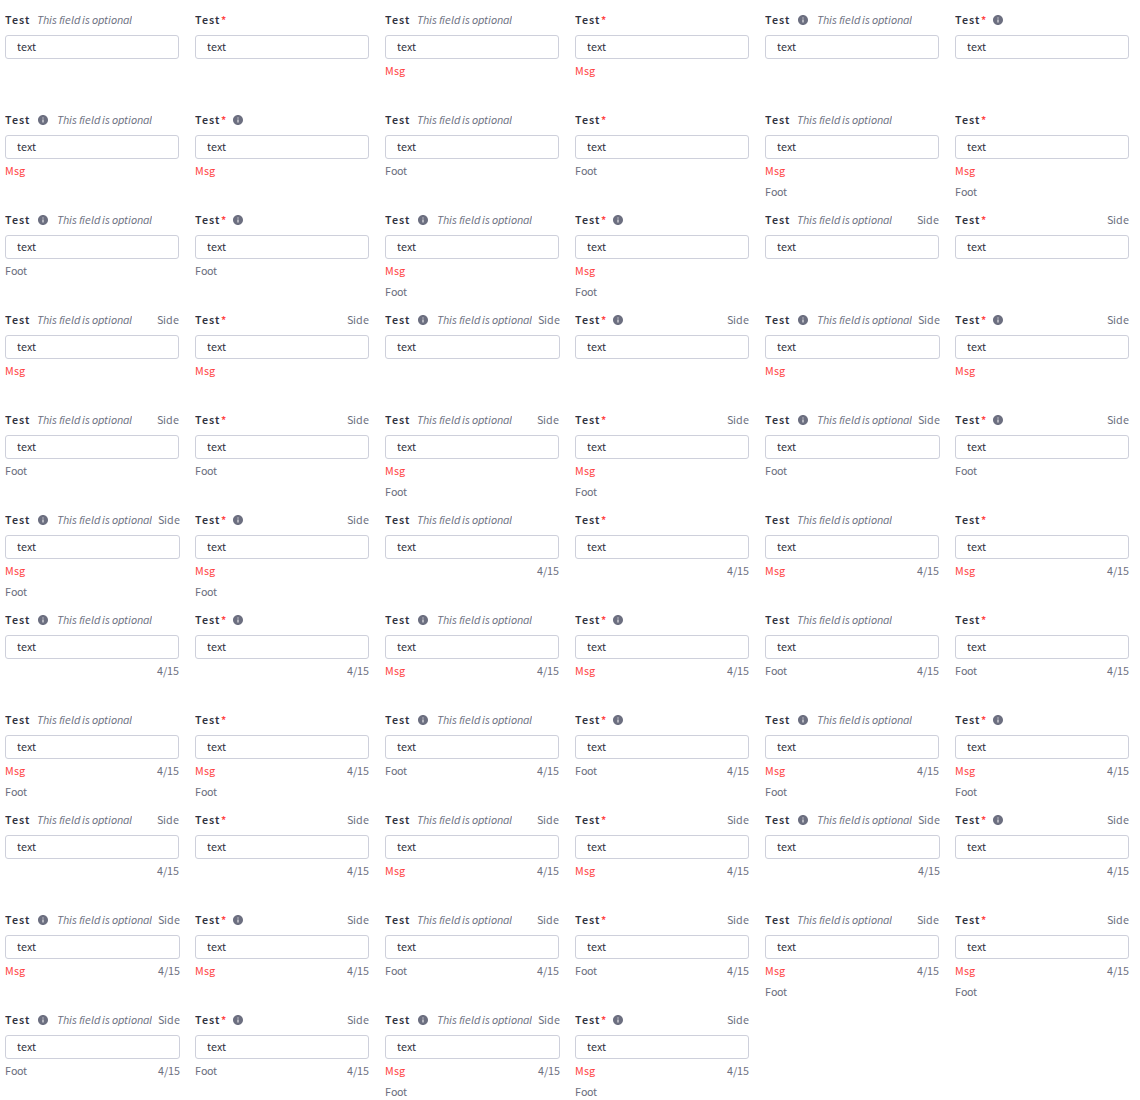 Test This field is optional Test* Test This field is optional Test* Test This field is optional Test*
text text text text text text
Msg Msg
Test This field is optional Test* Test This field is optional Test* Test This field is optional Test*
text text text text text text
Msg Msg Foot Foot Msg Msg
Foot Foot
Test This field is optional Test* Test This field is optional Test* Test This field is optional Side Test* Side
text text text text text text
Foot Foot Msg Msg
Foot Foot
Test This field is optional Side Test* Side Test This field is optional Side Test* Side Test This field is optional Side Test* Side
text text text text text text
Msg Msg Msg Msg
Test This field is optional Side Test* Side Test This field is optional Side Test* Side Test This field is optional Side Test* Side
text text text text text text
Foot Foot Msg Msg Foot Foot
Foot Foot
Test This field is optional Side Test* Side Test This field is optional Test* Test This field is optional Test*
text text text text text text
Msg Msg 4/15 4/15 Msg 4/15 Msg 4/15
Foot Foot
Test This field is optional Test* Test This field is optional Test* Test This field is optional Test*
text text text text text text
4/15 4/15 Msg 4/15 Msg 4/15 Foot 4/15 Foot 4/15
Test This field is optional Test* Test This field is optional Test* Test This field is optional Test*
text text text text text text
Msg 4/15 Msg 4/15 Foot 4/15 Foot 4/15 Msg 4/15 Msg 4/15
Foot Foot Foot Foot
Test This field is optional Side Test* Side Test This field is optional Side Test* Side Test This field is optional Side Test* Side
text text text text text text
4/15 4/15 Msg 4/15 Msg 4/15 4/15 4/15
Test This field is optional Side Test* Side Test This field is optional Side Test* Side Test This field is optional Side Test* Side
text text text text text text
Msg 4/15 Msg 4/15 Foot 4/15 Foot 4/15 Msg 4/15 Msg 4/15
Foot Foot
Test This field is optional Side Test* Side Test This field is optional Side Test* Side
text text text text
Foot 4/15 Foot 4/15 Msg 4/15 Msg 4/15
Foot Foot